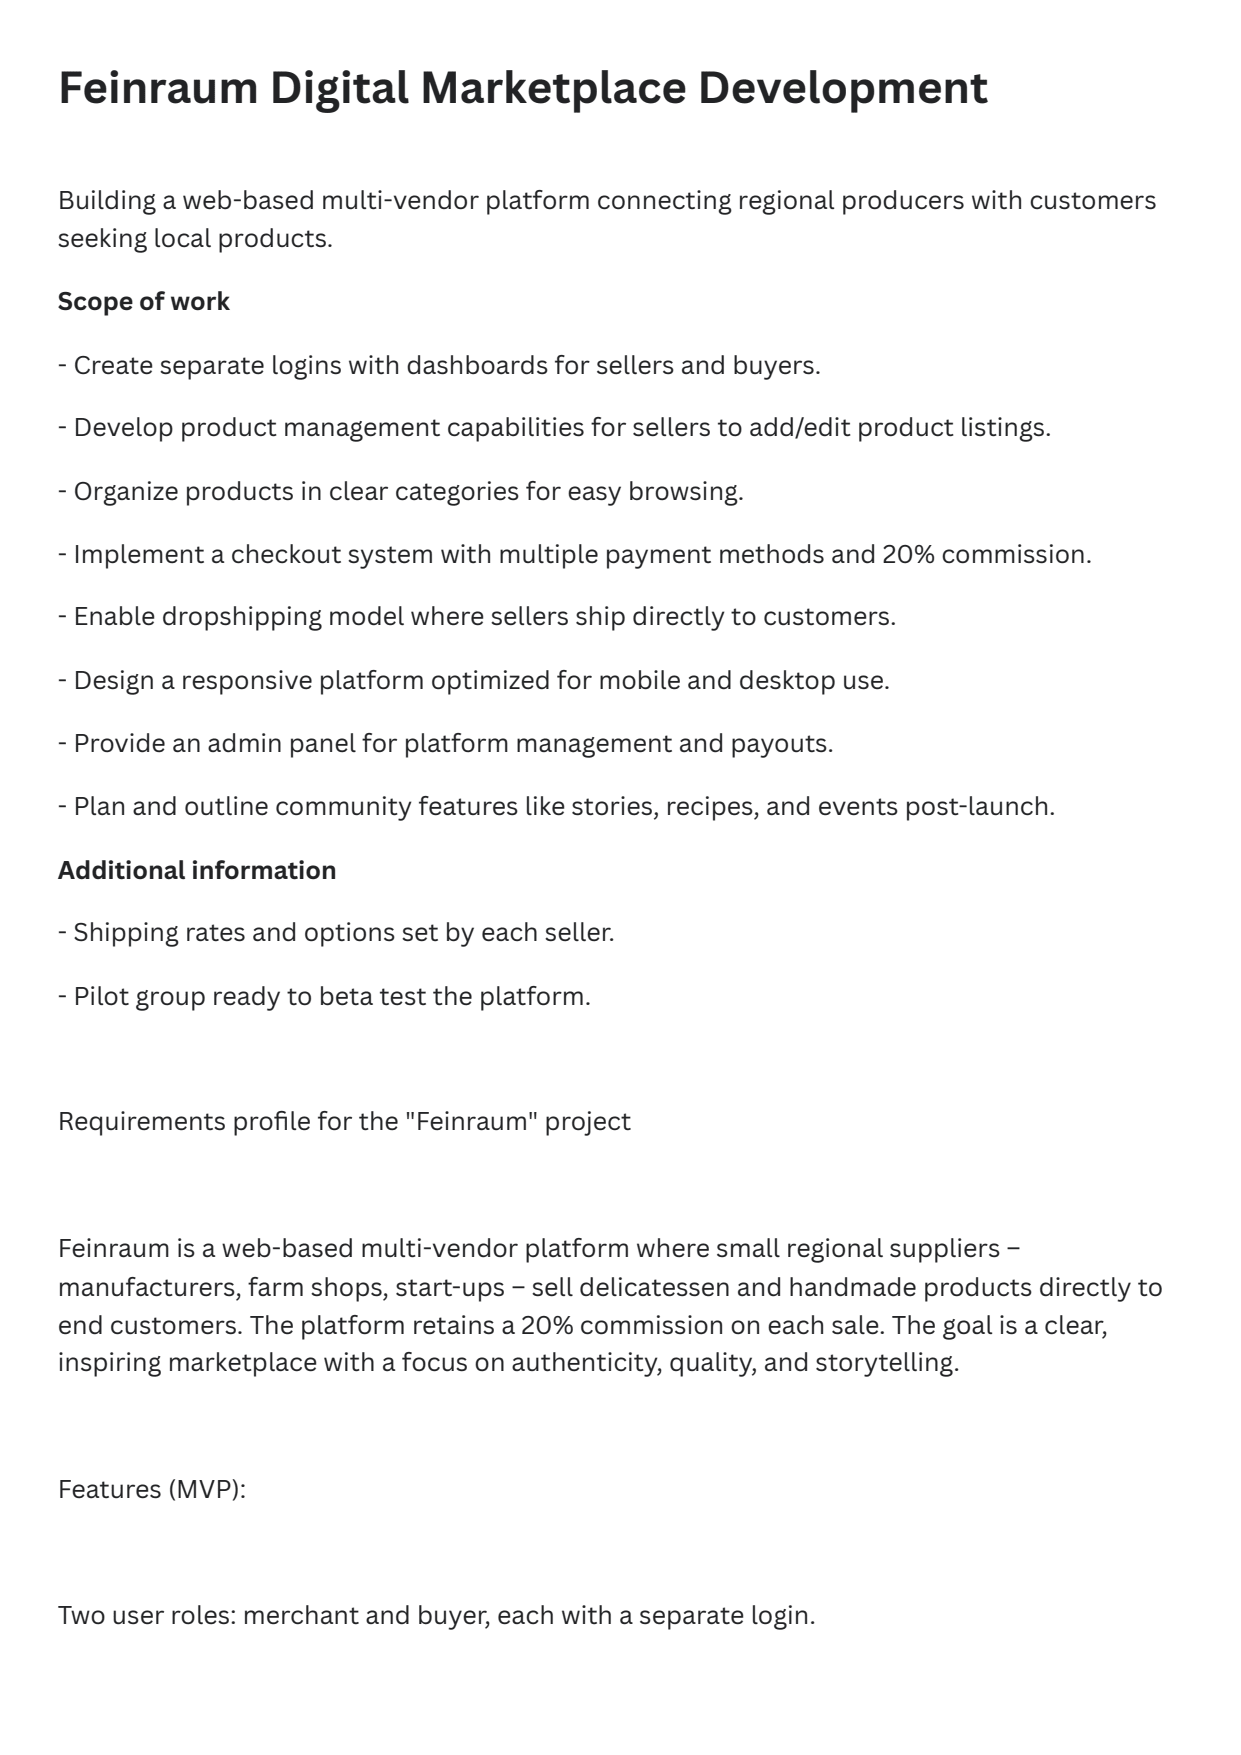 Feinraum Digital Marketplace Development
Building a web-based multi-vendor platform connecting regional producers with customers
seeking local products.
Scope of work
- Create separate logins with dashboards for sellers and buyers.
- Develop product management capabilities for sellers to add/edit product listings.
- Organize products in clear categories for easy browsing.
- Implement a checkout system with multiple payment methods and 20% commission.
- Enable dropshipping model where sellers ship directly to customers.
- Design a responsive platform optimized for mobile and desktop use.
- Provide an admin panel for platform management and payouts.
- Plan and outline community features like stories, recipes, and events post-launch.
Additional information
- Shipping rates and options set by each seller.
- Pilot group ready to beta test the platform.
Requirements profile for the "Feinraum" project
Feinraum is a web-based multi-vendor platform where small regional suppliers –
manufacturers, farm shops, start-ups – sell delicatessen and handmade products directly to
end customers. The platform retains a 20% commission on each sale. The goal is a clear,
inspiring marketplace with a focus on authenticity, quality, and storytelling.
Features (MVP):
Two user roles: merchant and buyer, each with a separate login.